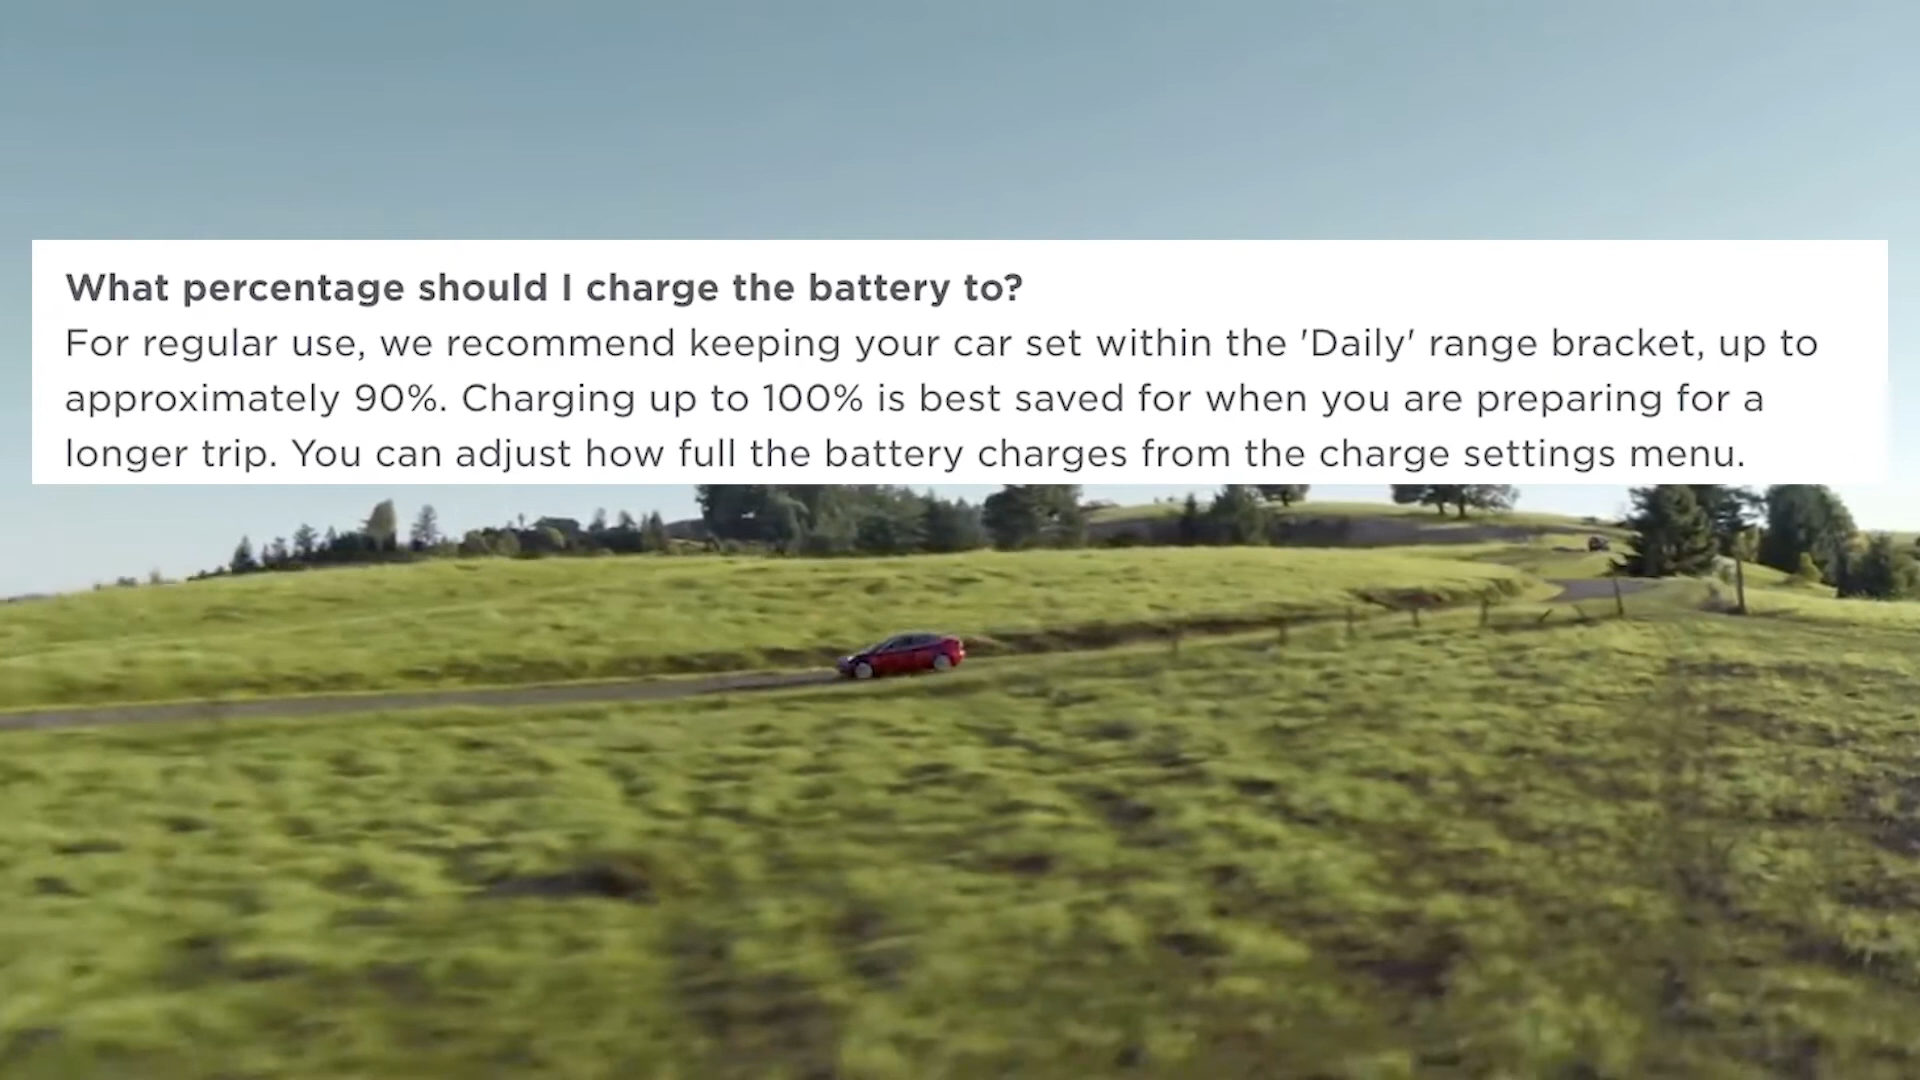 What percentage should I charge the battery to?
For regular use, we recommend keeping your car set within the 'Daily' range bracket, up to
approximately 90%. Charging up to 100% is best saved for when you are preparing for a
longer trip. You can adjust how full the battery charges from the charge settings menu.